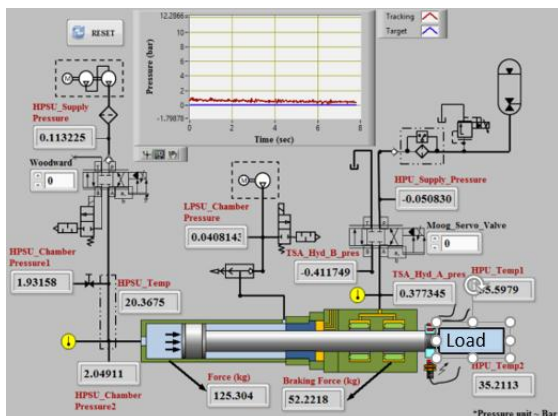 RESET
Tracking
Target
Pressure (bar)
12.2866
10
8
6
4
2
0
-1.79878
0
2
4
6
8
Time (sec)
M
HPSU_Supply
Pressure
0.113225
Woodward
0
M
LPSU_Chamber
Pressure
0.0408143
HPU_Supply_Pressure
-0.050830
Moog_Servo_Valve
0
TSA_Hyd_B_pres
-0.411749
HPSU_Chamber
Pressure1
1.93158
HPSU_Temp
20.3675
TSA_Hyd_A_pres
0.377345
HPU_Temp1
5.5979
Load
2.04911
HPSU_Chamber
Pressure2
Force (kg)
125.304
Braking Force (kg)
52.2218
HPU_Temp2
35.2113
*Pressure unit ~ Bar